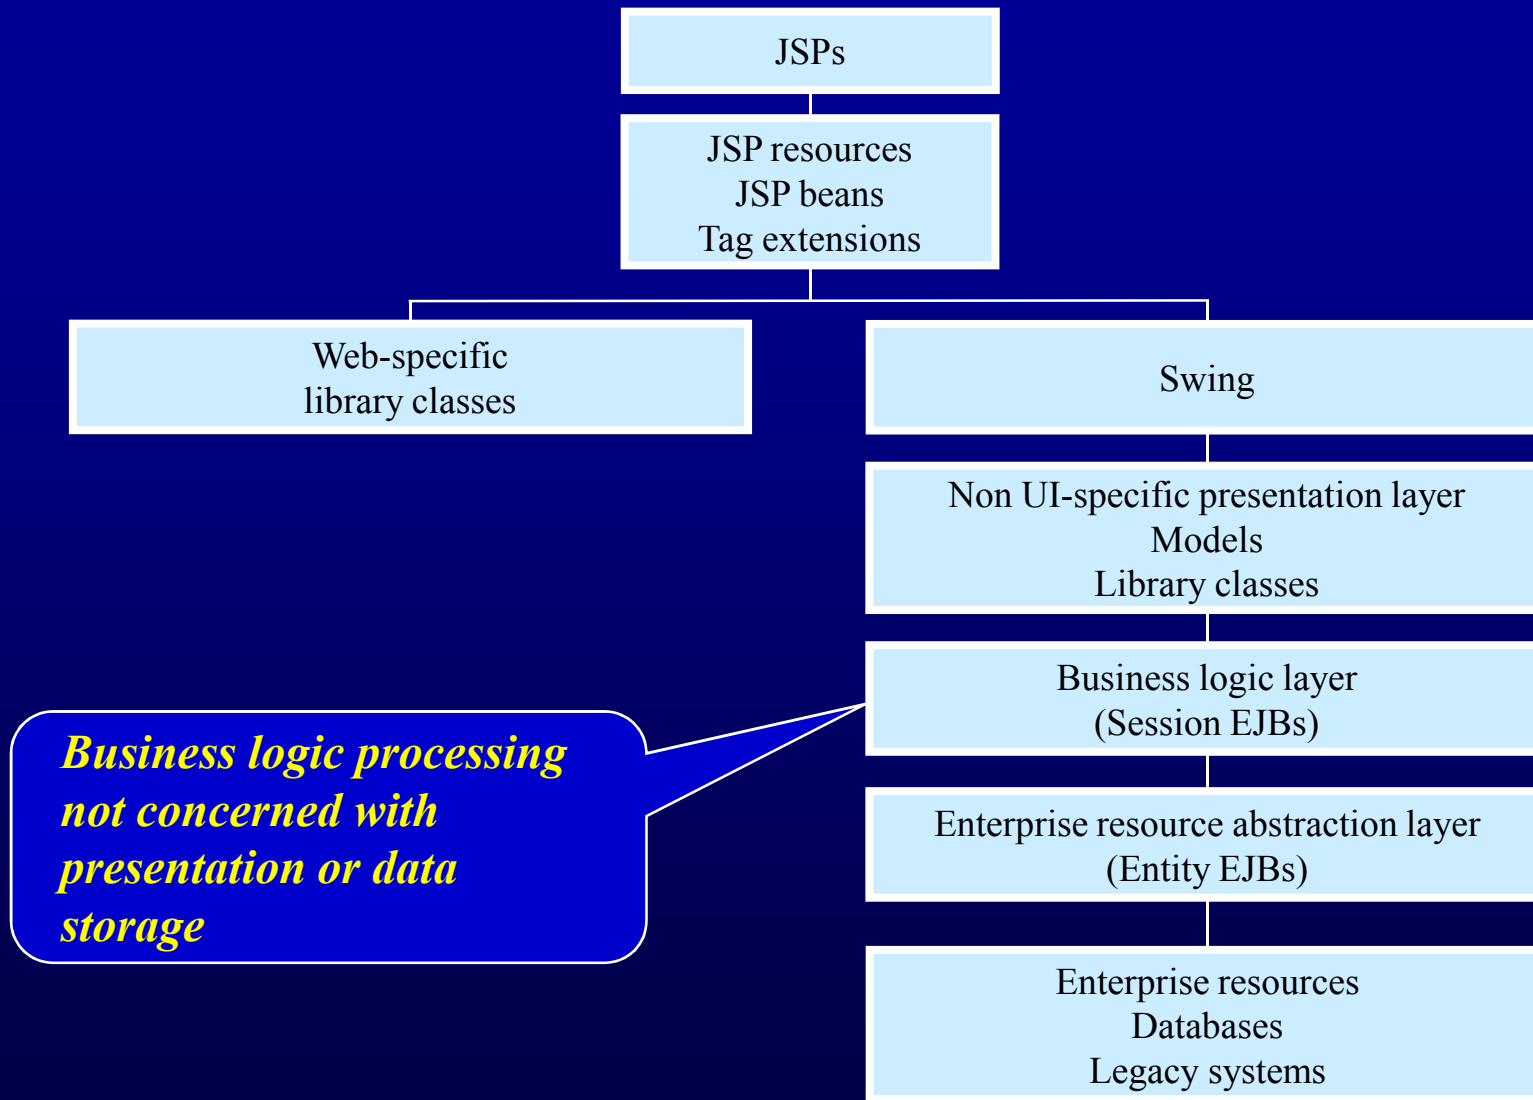 JSPs
JSP resources
JSP beans
Tag extensions
Web-specific
library classes
Swing
Non UI-specific presentation layer
Models
Library classes
Business logic layer
(Session EJBs)
Business logic processing
not concerned with
presentation or data
storage
Enterprise resource abstraction layer
(Entity EJBs)
Enterprise resources
Databases
Legacy systems